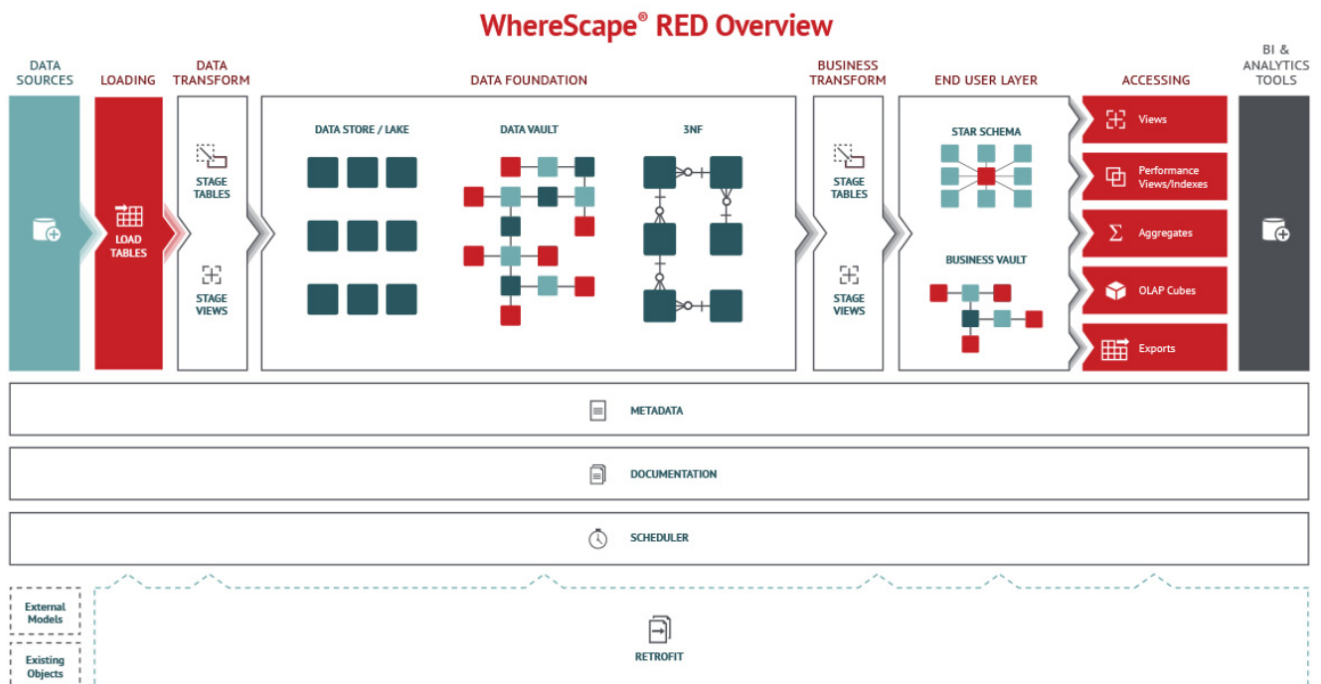 WhereScape® RED Overview
DATA
SOURCES
LOADING
DATA
TRANSFORM
DATA FOUNDATION
BUSINESS
TRANSFORM
END USER LAYER
ACCESSING
BI &
ANALYTICS
TOOLS
LOAD
TABLES
STAGE
TABLES
STAGE
VIEWS
DATA STORE / LAKE
DATA VAULT
3NF
STAGE
TABLES
STAGE
VIEWS
STAR SCHEMA
BUSINESS VAULT
Views
Performance
Views/Indexes
Aggregates
OLAP Cubes
Exports
METADATA
DOCUMENTATION
SCHEDULER
External
Models
Existing
Objects
RETROFIT